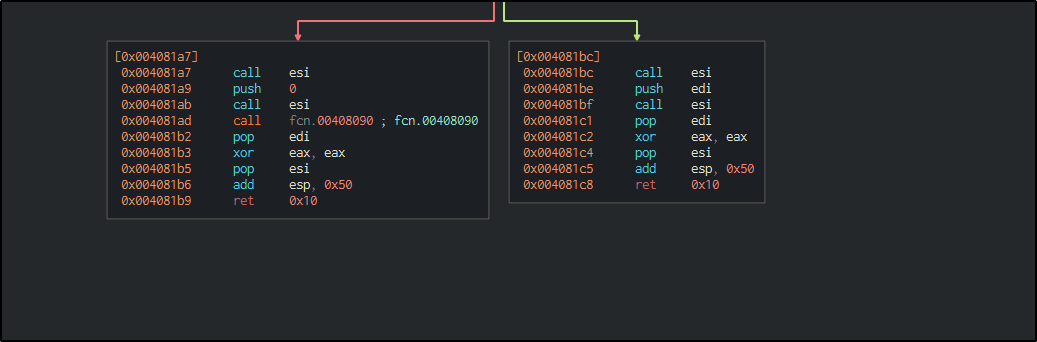 [0x004081a7]
0x004081a7 call esi
0x004081a9 push 0
0x004081ab call esi
0x004081ad call fcn.00408090 ; fcn.00408090
0x004081b2 pop edi
0x004081b3 xor eax, eax
0x004081b5 pop esi
0x004081b6 add esp, 0x50
0x004081b9 ret 0x10
[0x004081bc]
0x004081bc call esi
0x004081be push edi
0x004081bf call esi
0x004081c1 pop edi
0x004081c2 xor eax, eax
0x004081c4 pop esi
0x004081c5 add esp, 0x50
0x004081c8 ret 0x10